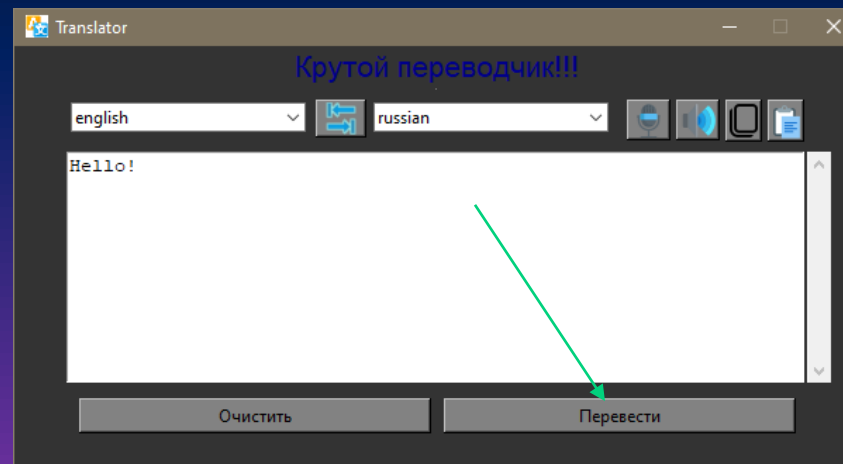 Translator
Крутой переводчик!!!
english
russian
Hello!
Очистить
Перевести